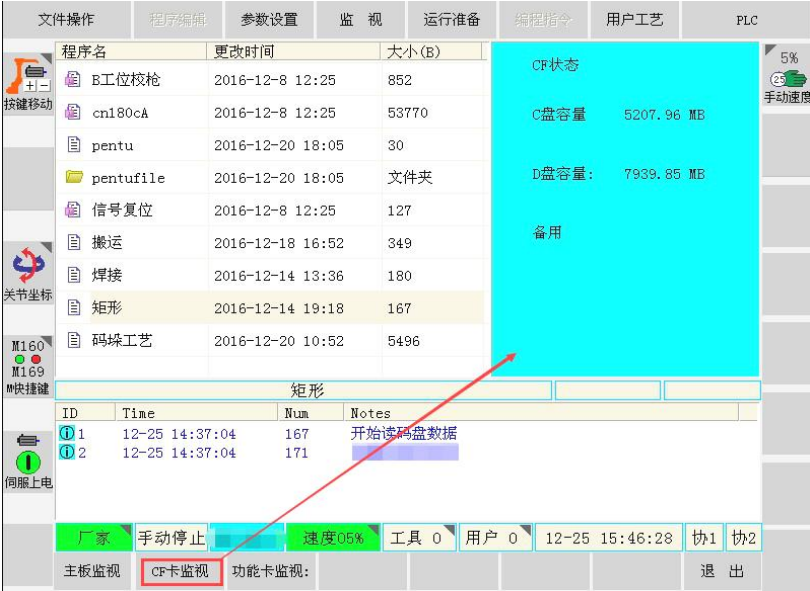 文件操作 程序编辑 参数设置 监 视 运行准备 编程指令 用户工艺 PLC
程序名 更改时间 大小(B)
B工位校枪 2016-12-8 12:25 852
cn180cA 2016-12-8 12:25 53770
pentu 2016-12-20 18:05 30
pentufile 2016-12-20 18:05 文件夹
信号复位 2016-12-8 12:25 127
搬运 2016-12-18 16:52 349
焊接 2016-12-14 13:36 180
矩形 2016-12-14 19:18 167
码垛工艺 2016-12-20 10:52 5496
CF状态
C盘容量 5207.96 MB
D盘容量: 7939.85 MB
备用
按键移动
关节坐标
M160
M169
M快捷键
伺服上电
5%
25
手动速度
矩形
ID Time Num Notes
1 12-25 14:37:04 167 开始读码盘数据
2 12-25 14:37:04 171
厂家 手动停止 速度05% 工具 0 用户 0 12-25 15:46:28 协1 协2
主板监视 CF卡监视 功能卡监视: 退 出